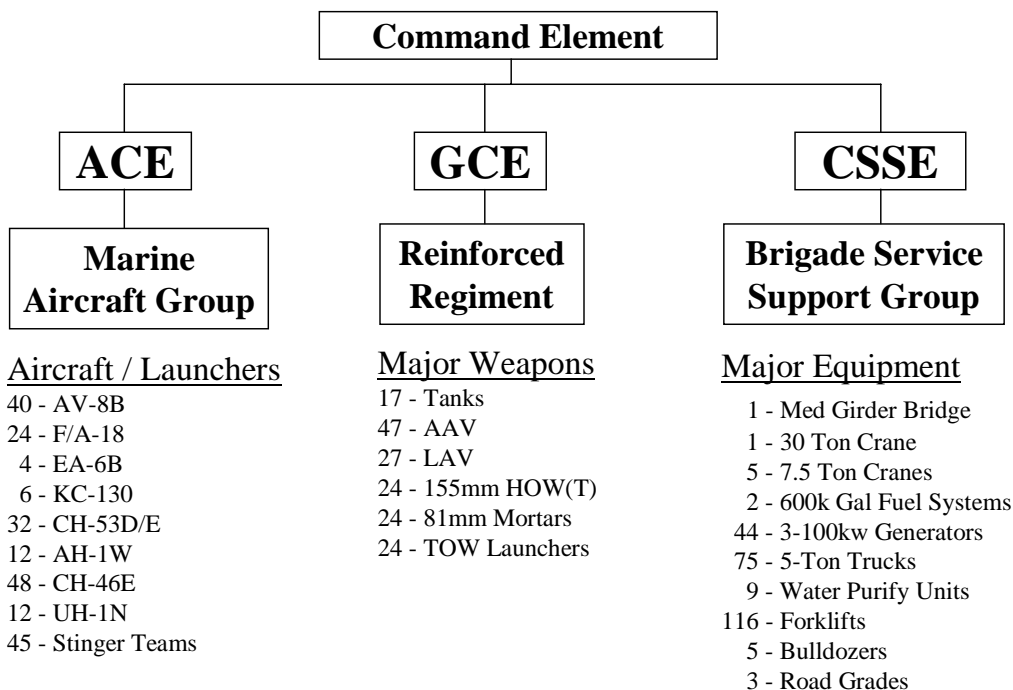 Command Element
ACE
Marine
Aircraft Group
Aircraft / Launchers
40 - AV-8B
24 - F/A-18
4 - EA-6B
6 - KC-130
32 - CH-53D/E
12 - AH-1W
48 - CH-46E
12 - UH-1N
45 - Stinger Teams
GCE
Reinforced
Regiment
Major Weapons
17 - Tanks
47 - AAV
27 - LAV
24 - 155mm HOW(T)
24 - 81mm Mortars
24 - TOW Launchers
CSSE
Brigade Service
Support Group
Major Equipment
1 - Med Girder Bridge
1 - 30 Ton Crane
5 - 7.5 Ton Cranes
2 - 600k Gal Fuel Systems
44 - 3-100kw Generators
75 - 5-Ton Trucks
9 - Water Purify Units
116 - Forklifts
5 - Bulldozers
3 - Road Grades